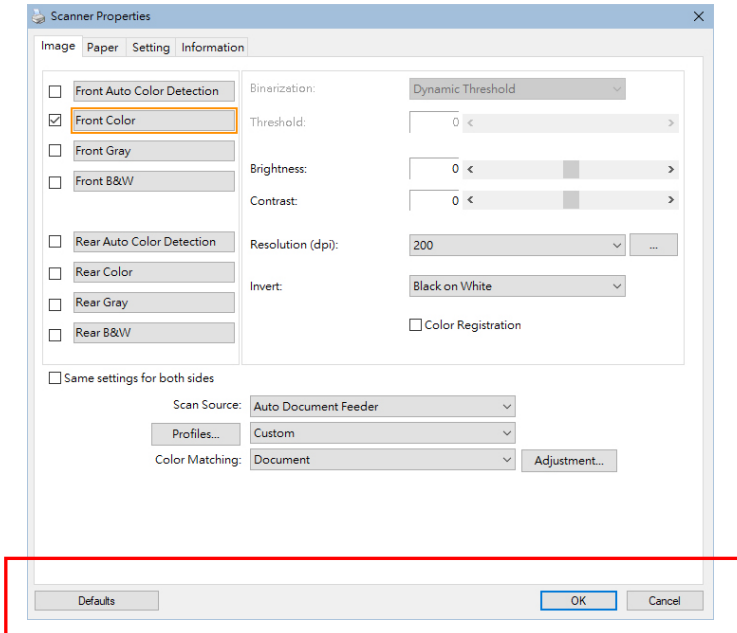 Scanner Properties
Image Paper Setting Information
Front Auto Color Detection
Front Color
Front Gray
Front B&W
Rear Auto Color Detection
Rear Color
Rear Gray
Rear B&W
Binarization: Dynamic Threshold
Threshold: 0
Brightness: 0
Contrast: 0
Resolution (dpi): 200 ...
Invert: Black on White
Color Registration
Same settings for both sides
Scan Source: Auto Document Feeder
Profiles... Custom
Color Matching: Document Adjustment...
Defaults OK Cancel